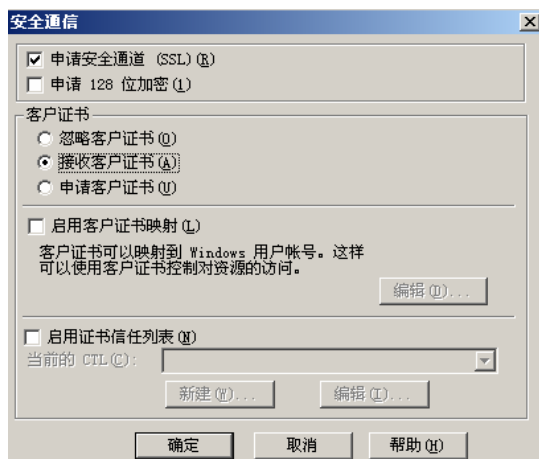 安全通信
申请安全通道 (SSL)(R)
申请 128 位加密(1)
客户证书
忽略客户证书(O)
接收客户证书(A)
申请客户证书(U)
启用客户证书映射(L)
客户证书可以映射到 Windows 用户帐号。这样
可以使用客户证书控制对资源的访问。
编辑(D)...
启用证书信任列表(N)
当前的 CTL(C):
新建(W)...
编辑(I)...
确定
取消
帮助(H)